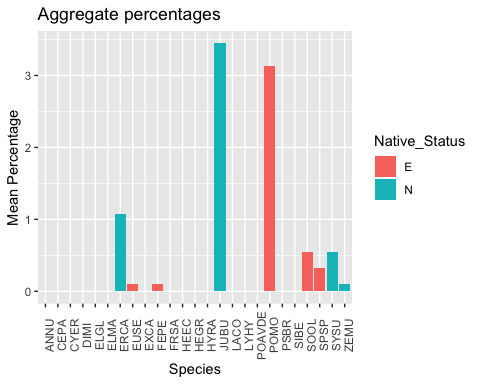 Aggregate percentages
Mean Percentage
3
2
1
0
ANNU
CEPA
CYER
DIMI
ELGL
ELMA
ERCA
EUSE
EXCA
FEPE
FRSA
HEEC
HEGR
HYRA
JUBU
LACO
LYHY
POAVDE
POMO
PSBR
SIBE
SOOL
SPSP
SYSU
ZEMU
Species
Native_Status
E
N